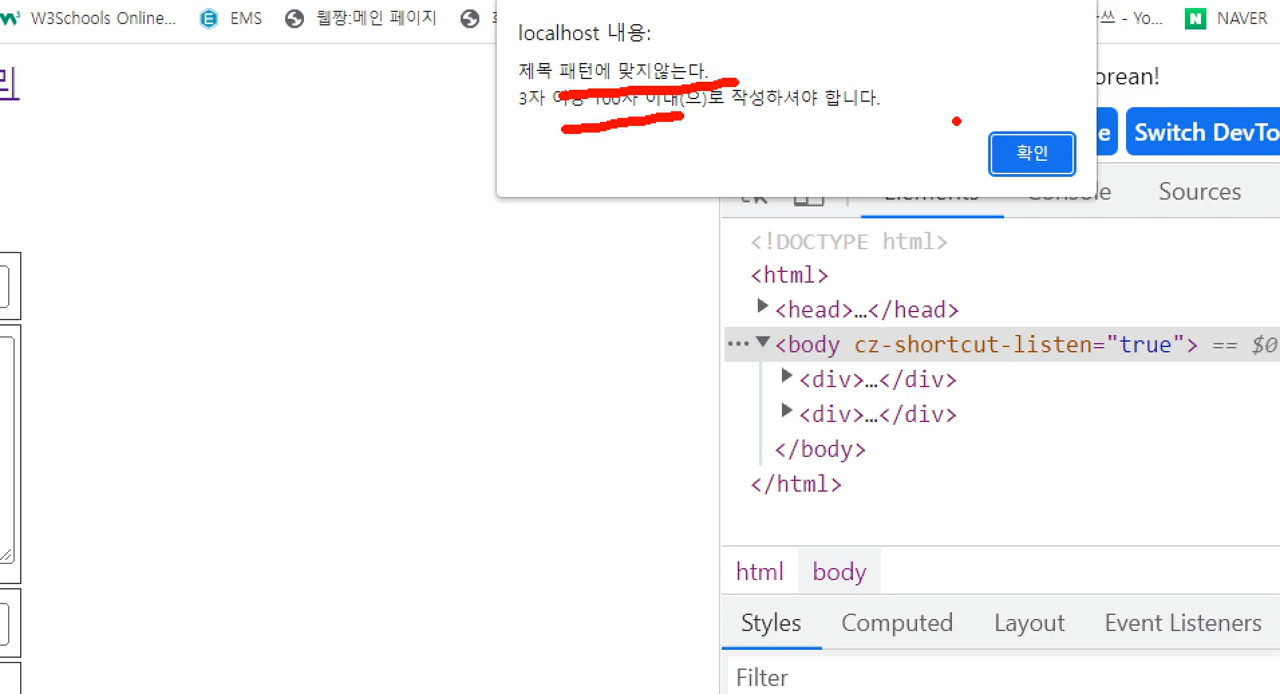 W3Schools Online...
EMS
웹짱:메인 페이지
쓰 - Yo...
NAVER
localhost 내용:
제목 패턴에 맞지않는다.
3자 100자 이내(으)로 작성하셔야 합니다.
확인
리
orean!
e
Switch DevTo
Elements
Console
Sources
<!DOCTYPE html>
<html>
<head>…</head>
<body cz-shortcut-listen="true"> == $0
<div>…</div>
<div>…</div>
</body>
</html>
html body
Styles Computed Layout Event Listeners
Filter